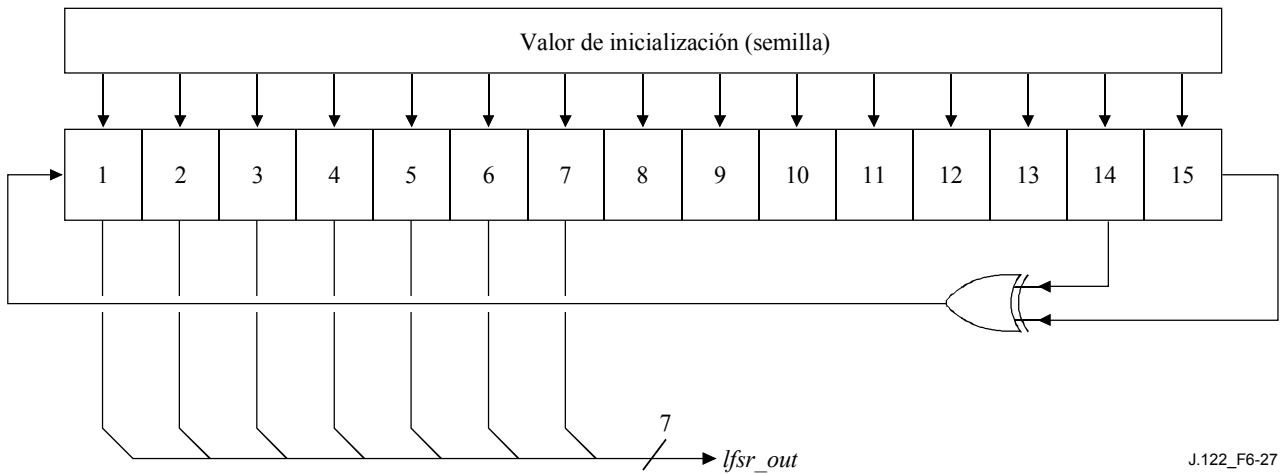 Valor de inicialización (semilla)
1 2 3 4 5 6 7 8 9 10 11 12 13 14 15
7
lfsr_out
J.122_F6-27